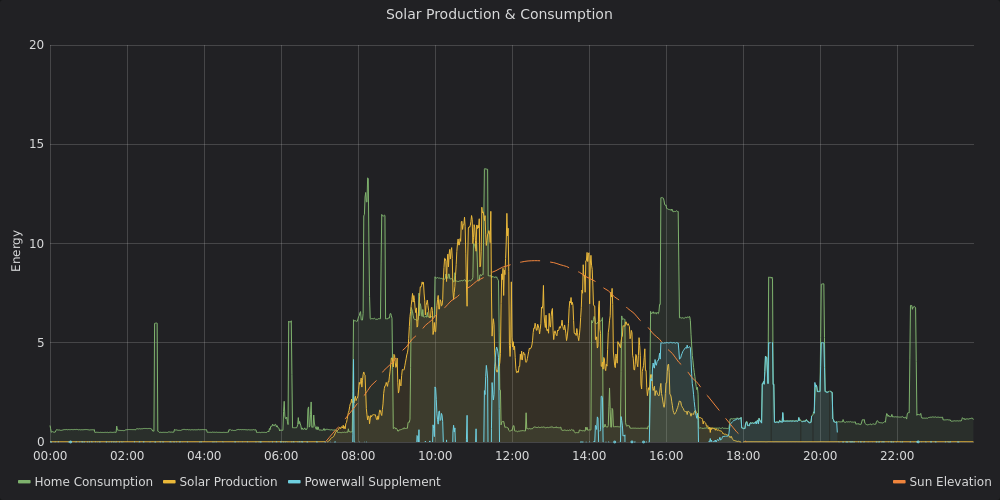 Solar Production & Consumption
20
15
10
5
0
Energy
00:00 02:00 04:00 06:00 08:00 10:00 12:00 14:00 16:00 18:00 20:00 22:00
Home Consumption Solar Production Powerwall Supplement Sun Elevation